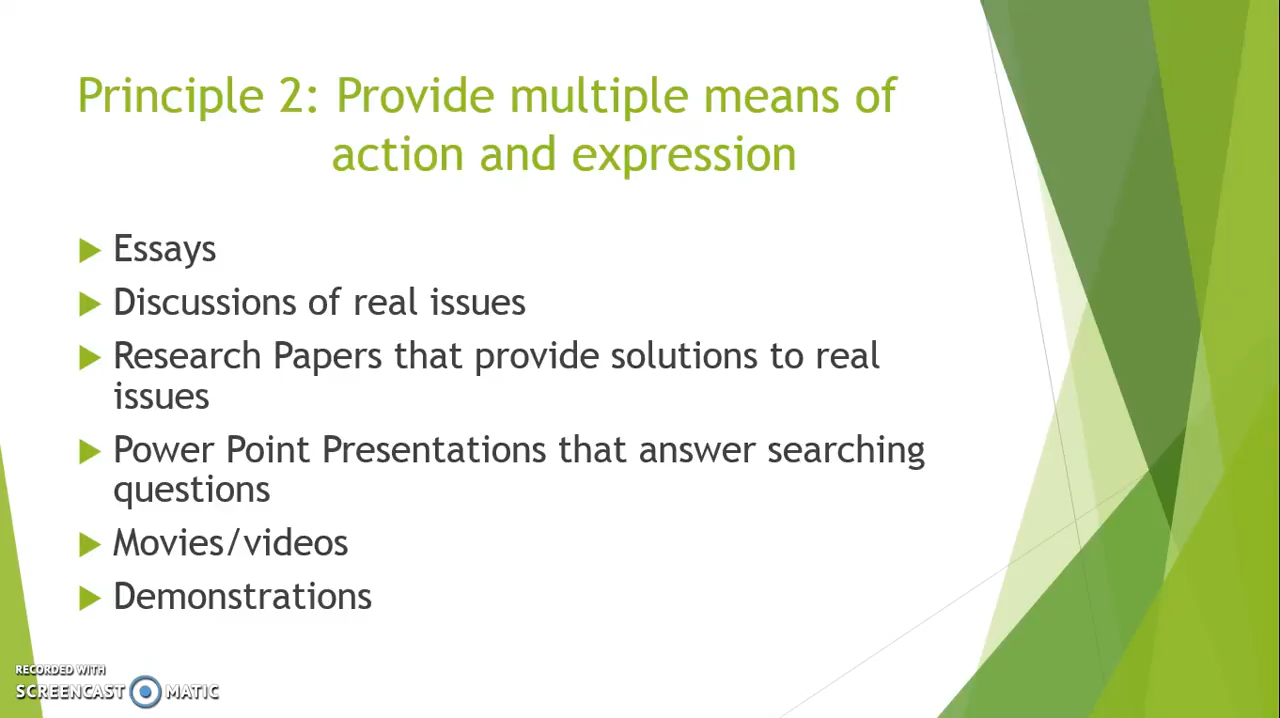 Principle 2: Provide multiple means of
action and expression
Essays
Discussions of real issues
Research Papers that provide solutions to real
issues
Power Point Presentations that answer searching
questions
Movies/videos
Demonstrations
RECORDED WITH
SCREENCAST MATIC